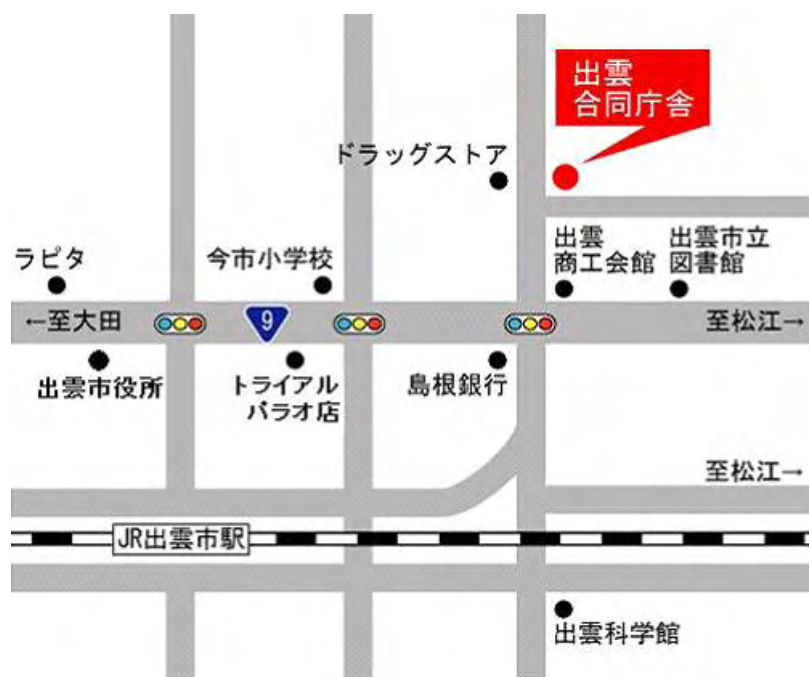 出雲
合同庁舎
ドラッグストア
ラピタ
今市小学校
出雲
商工会館
出雲市立
図書館
←至大田
9
至松江→
出雲市役所
トライアル
パラオ店
島根銀行
至松江→
JR出雲市駅
出雲科学館